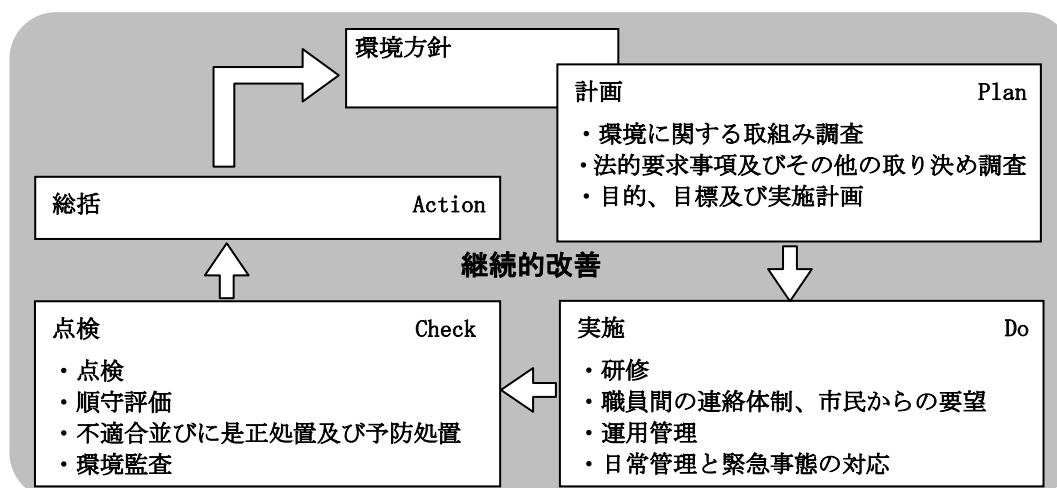 環境方針
計画 Plan
・環境に関する取組み調査
・法的要求事項及びその他の取り決め調査
・目的、目標及び実施計画
総括 Action
継続的改善
点検 Check
・点検
・順守評価
・不適合並びに是正処置及び予防処置
・環境監査
実施 Do
・研修
・職員間の連絡体制、市民からの要望
・運用管理
・日常管理と緊急事態の対応